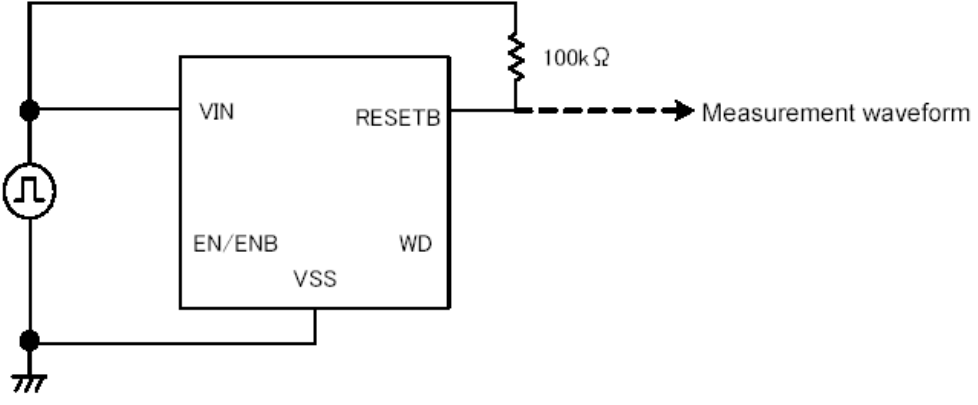 100kΩ
VIN
RESETB
Measurement waveform
EN/ENB
WD
VSS